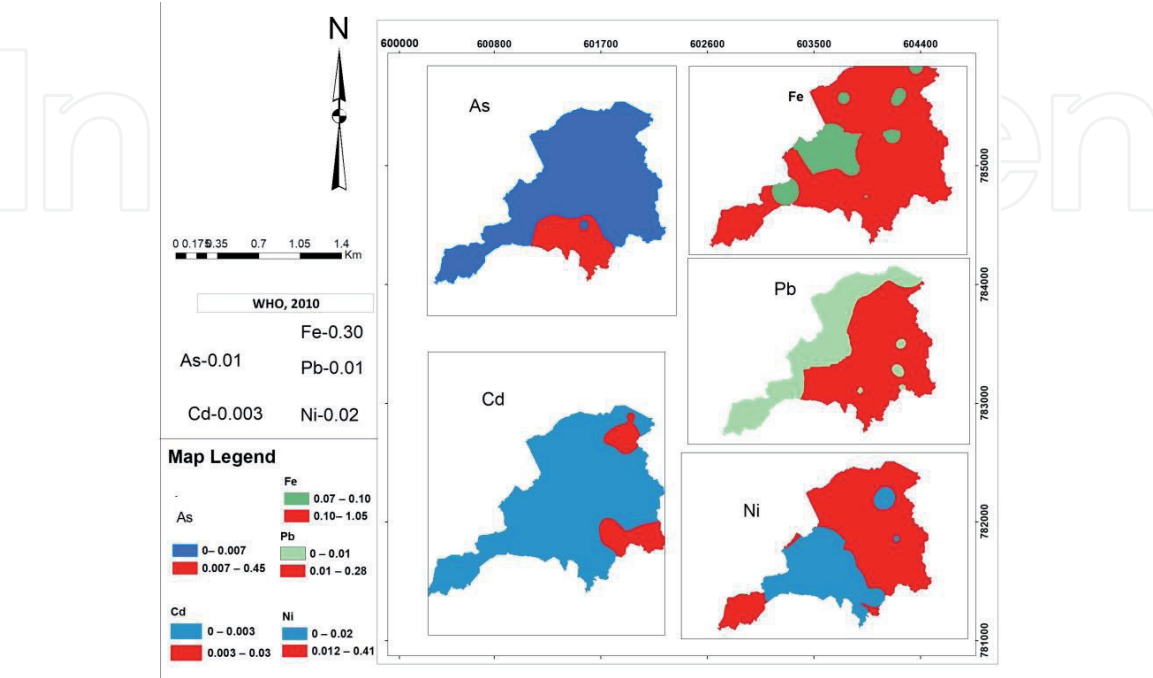 N
0 0.175 0.35 0.7 1.05 1.4
Km
WHO, 2010
Fe-0.30
As-0.01
Pb-0.01
Cd-0.003
Ni-0.02
Map Legend
As
0– 0.007
0.007 – 0.45
Fe
0.07 – 0.10
0.10– 1.05
Pb
0 – 0.01
0.01 – 0.28
Cd
0 – 0.003
0.003 – 0.03
Ni
0 – 0.02
0.012 – 0.41
600000 600800 601700 602600 603500 604400
As
Fe
Pb
Cd
Ni
785000
784000
783000
782000
781000
In
en